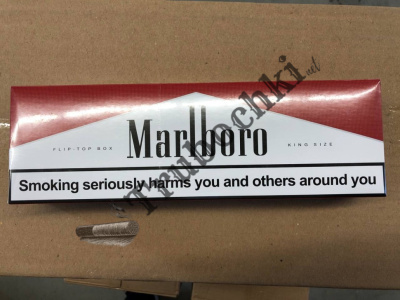 Trubochki.net
FLIP-TOP BOX
Marlboro
KING SIZE
Smoking seriously harms you and others around you